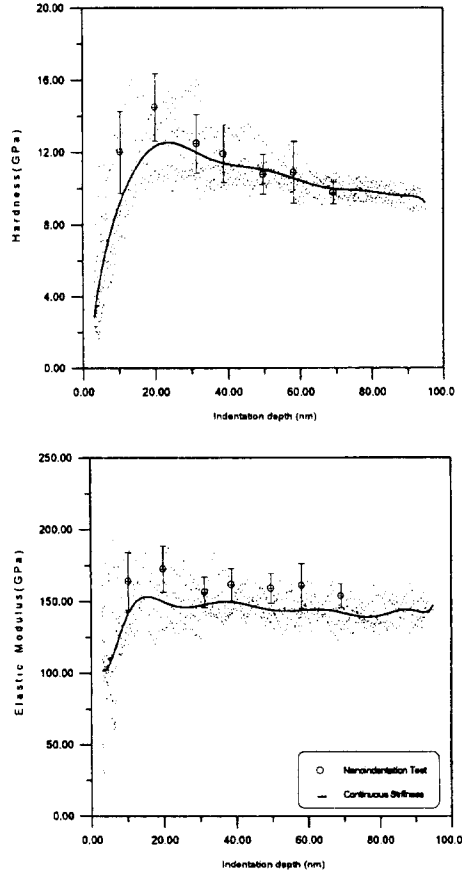 20.00
16.00
12.00
8.00
4.00
0.00
Hardness(GPa)
0.00 20.00 40.00 60.00 80.00 100.0
Indentation depth (nm)
250.00
200.00
150.00
100.00
50.00
0.00
Elastic Modulus(GPa)
Nanoindentation Test
Continuous Stiffness
0.00 20.00 40.00 60.00 80.00 100.00
Indentation depth (nm)